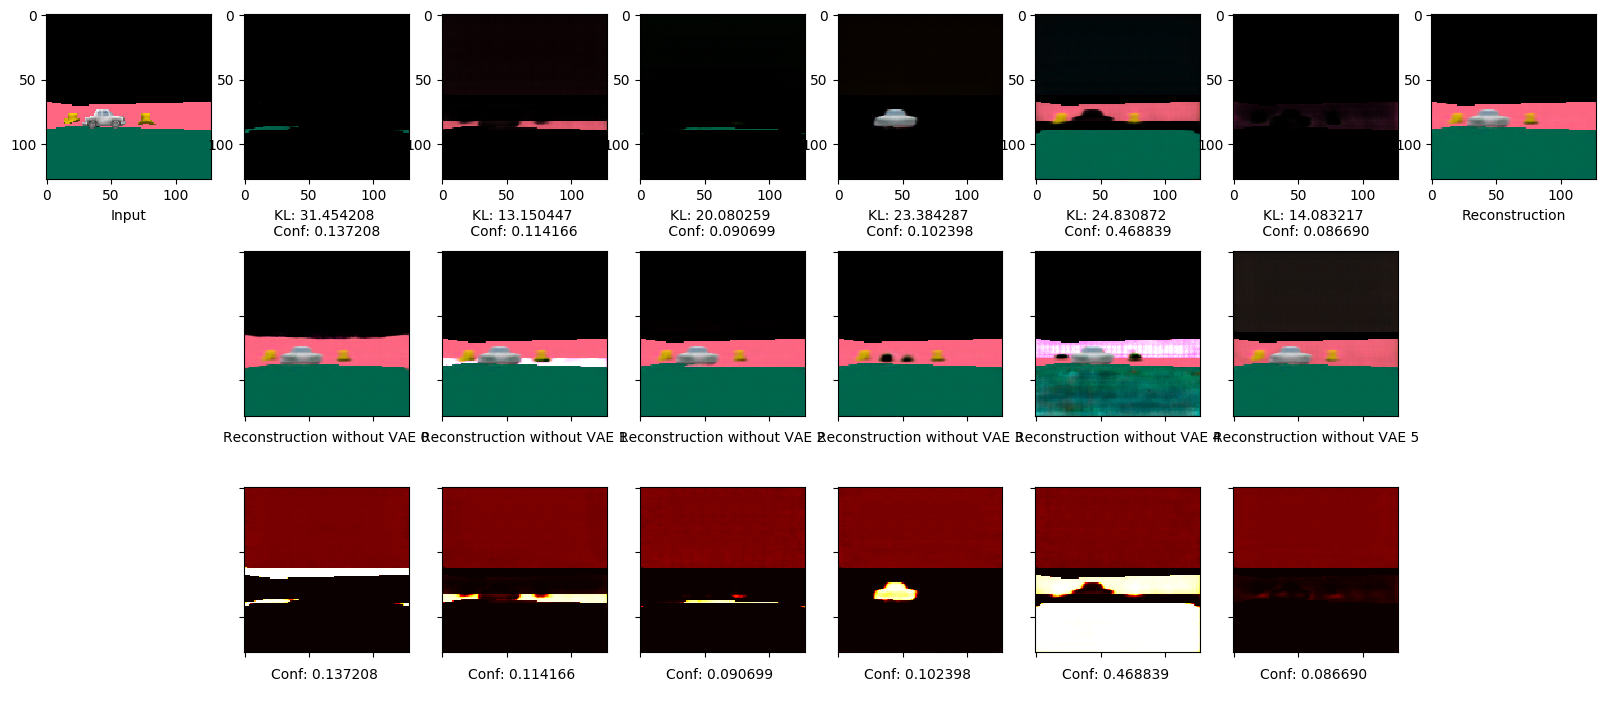 0
0
0
0
0
0
0
0
50
50
50
50
50
50
50
50
100
100
100
100
100
100
100
100
0 50 100
0 50 100
0 50 100
0 50 100
0 50 100
0 50 100
0 50 100
0 50 100
Input
KL: 31.454208
Conf: 0.137208
KL: 13.150447
Conf: 0.114166
KL: 20.080259
Conf: 0.090699
KL: 23.384287
Conf: 0.102398
KL: 24.830872
Conf: 0.468839
KL: 14.083217
Conf: 0.086690
Reconstruction
Reconstruction without VAE 0
Reconstruction without VAE 1
Reconstruction without VAE 2
Reconstruction without VAE 3
Reconstruction without VAE 4
Reconstruction without VAE 5
Conf: 0.137208
Conf: 0.114166
Conf: 0.090699
Conf: 0.102398
Conf: 0.468839
Conf: 0.086690